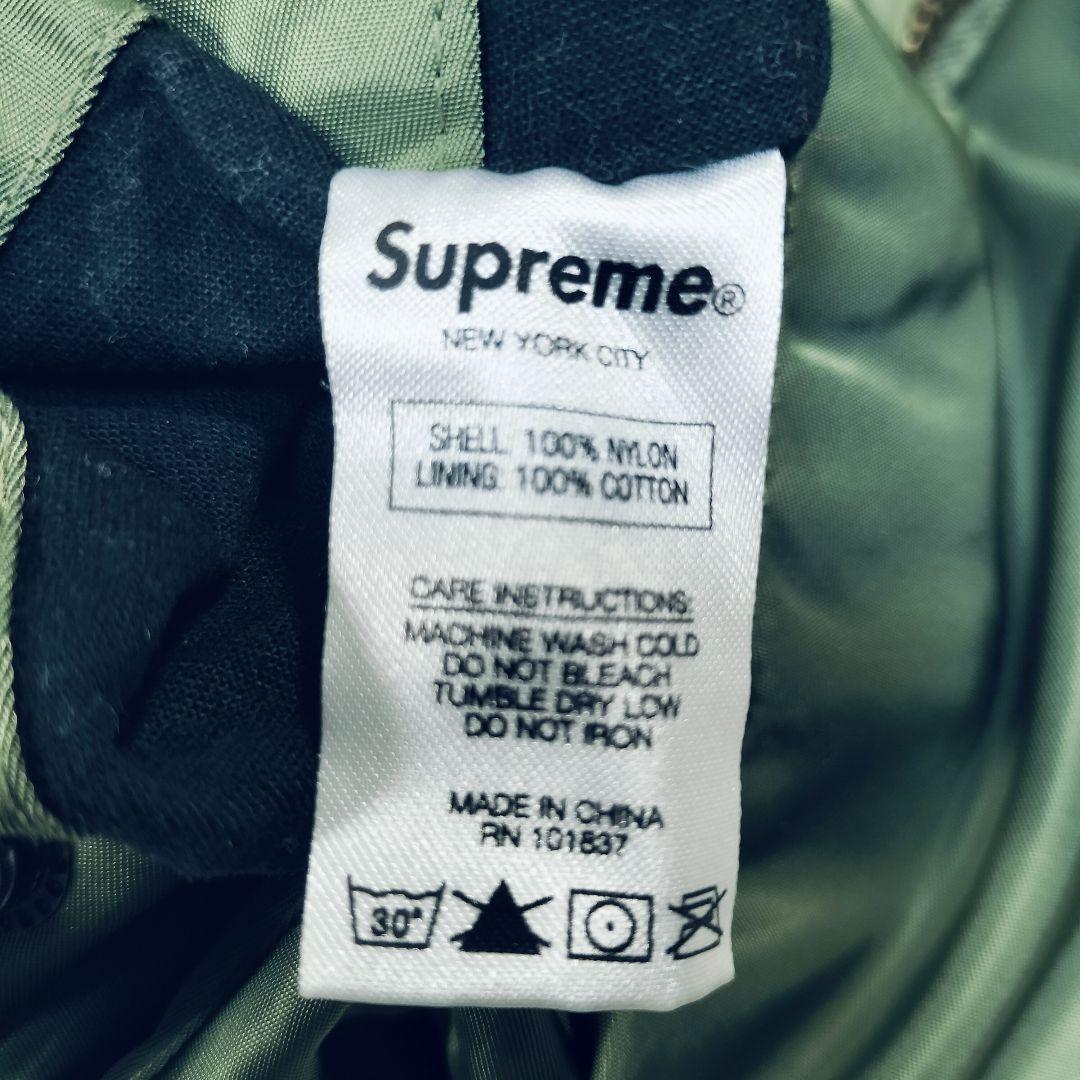 Supreme®
NEW YORK CITY
SHELL: 100% NYLON
LINING: 100% COTTON
CARE INSTRUCTIONS:
MACHINE WASH COLD
DO NOT BLEACH
TUMBLE DRY LOW
DO NOT IRON
MADE IN CHINA
RN 101837
30°